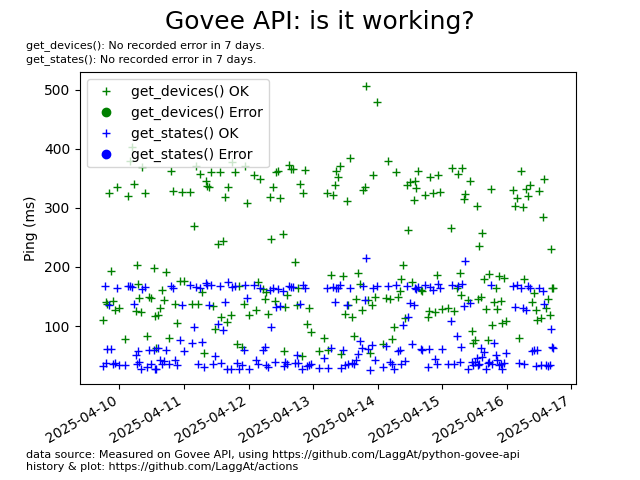 Govee API: is it working?
get_devices(): No recorded error in 7 days.
get_states(): No recorded error in 7 days.
get_devices() OK
get_devices() Error
get_states() OK
get_states() Error
Ping (ms)
500
400
300
200
100
2025-04-10
2025-04-11
2025-04-12
2025-04-13
2025-04-14
2025-04-15
2025-04-16
2025-04-17
data source: Measured on Govee API, using https://github.com/LaggAt/python-govee-api
history & plot: https://github.com/LaggAt/actions